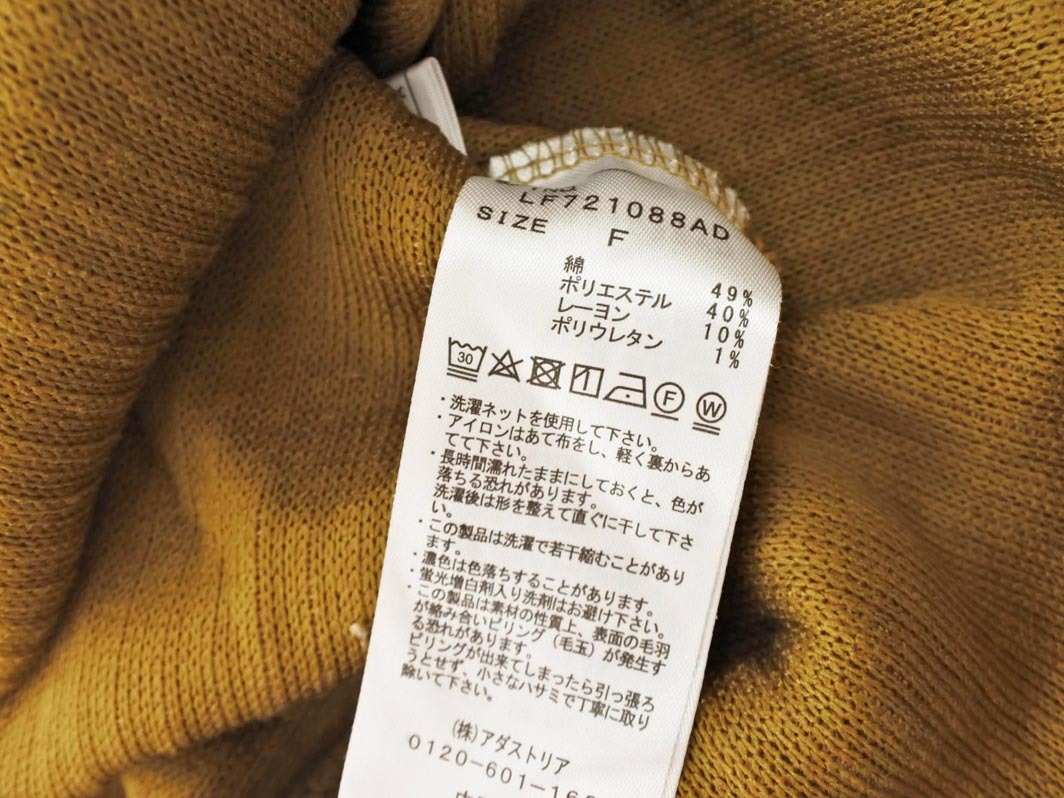 LF721088AD
SIZE F
綿 49%
ポリエステル 40%
レーヨン 10%
ポリウレタン 1%
30 F W
・洗濯ネットを使用して下さい。
・アイロンはあて布をし、軽く裏からあ
てて下さい。
・長時間濡れたままにしておくと、色が
落ちる恐れがあります。
洗濯後は形を整えて直ぐに干して下さ
い。
・この製品は洗濯で若干縮むことがあり
ます。
・濃色は色落ちすることがあります。
・蛍光増白剤入り洗剤はお避け下さい。
・この製品は素材の性質上、表面の毛羽
が絡み合いピリング（毛玉）が発生す
る恐れがあります。
ピリングが出来てしまったら引っ張ろ
うとせず、小さなハサミで丁寧に取り
除いて下さい。
(株)アダストリア
0120-601-16